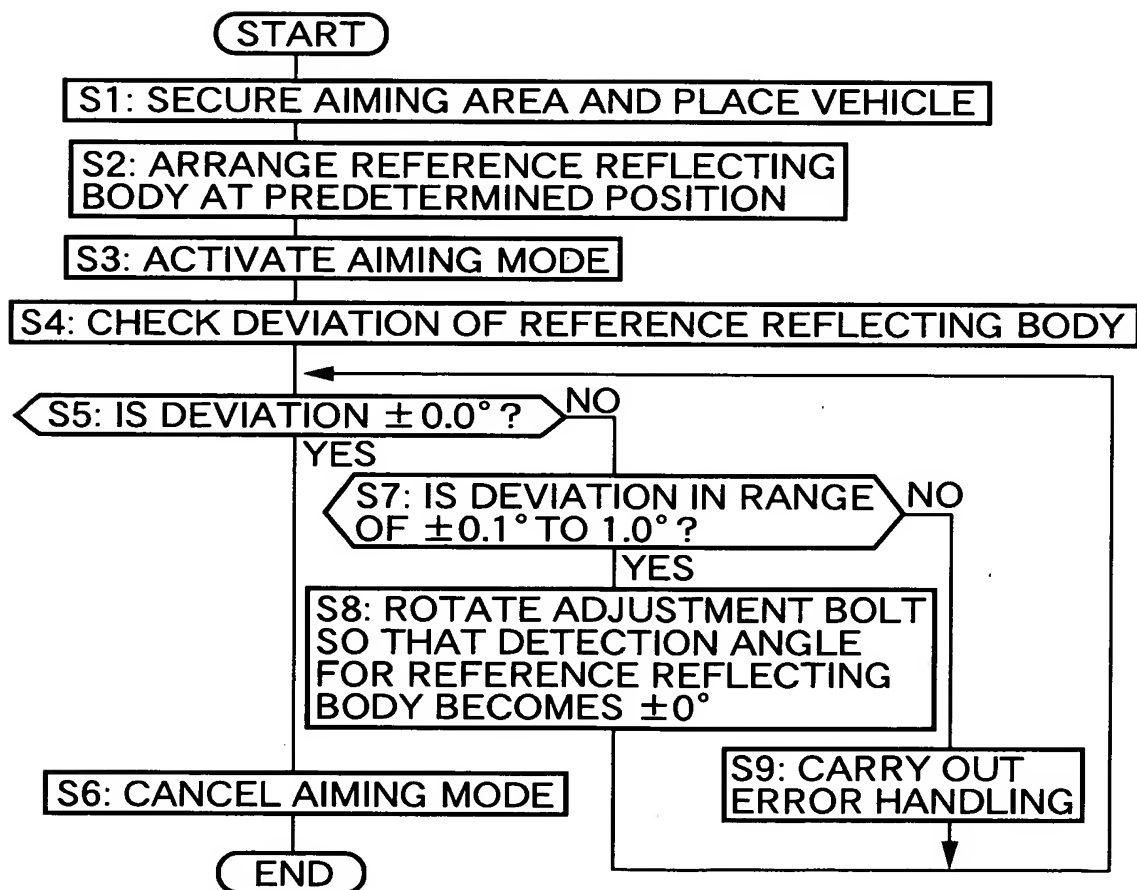 START
S1: SECURE AIMING AREA AND PLACE VEHICLE
S2: ARRANGE REFERENCE REFLECTING
BODY AT PREDETERMINED POSITION
S3: ACTIVATE AIMING MODE
S4: CHECK DEVIATION OF REFERENCE REFLECTING BODY
S5: IS DEVIATION ±0.0°?
NO
YES
S7: IS DEVIATION IN RANGE
OF ±0.1° TO 1.0°?
NO
YES
S8: ROTATE ADJUSTMENT BOLT
SO THAT DETECTION ANGLE
FOR REFERENCE REFLECTING
BODY BECOMES ±0°
S9: CARRY OUT
ERROR HANDLING
S6: CANCEL AIMING MODE
END